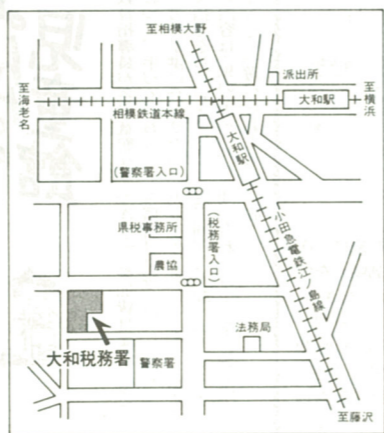 至相模大野
派出所
至海老名
大和駅
至横浜
相模鉄道本線
大和駅
(警察署入口)
県税事務所
(税務署入口)
小田急電鉄江ノ島線
農協
法務局
大和税務署
警察署
至藤沢